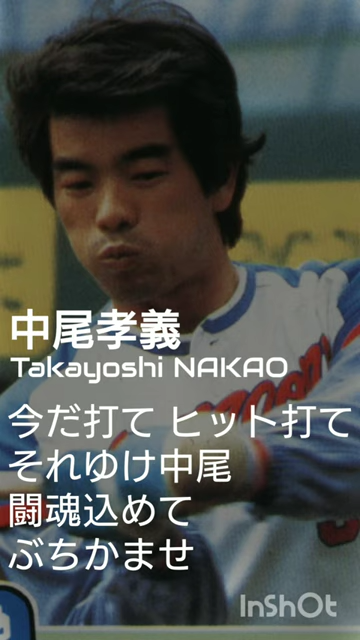 中尾孝義
Takayoshi NAKAO
今だ打て ヒット打て
それゆけ中尾
闘魂込めて
ぶちかませ
InShOt